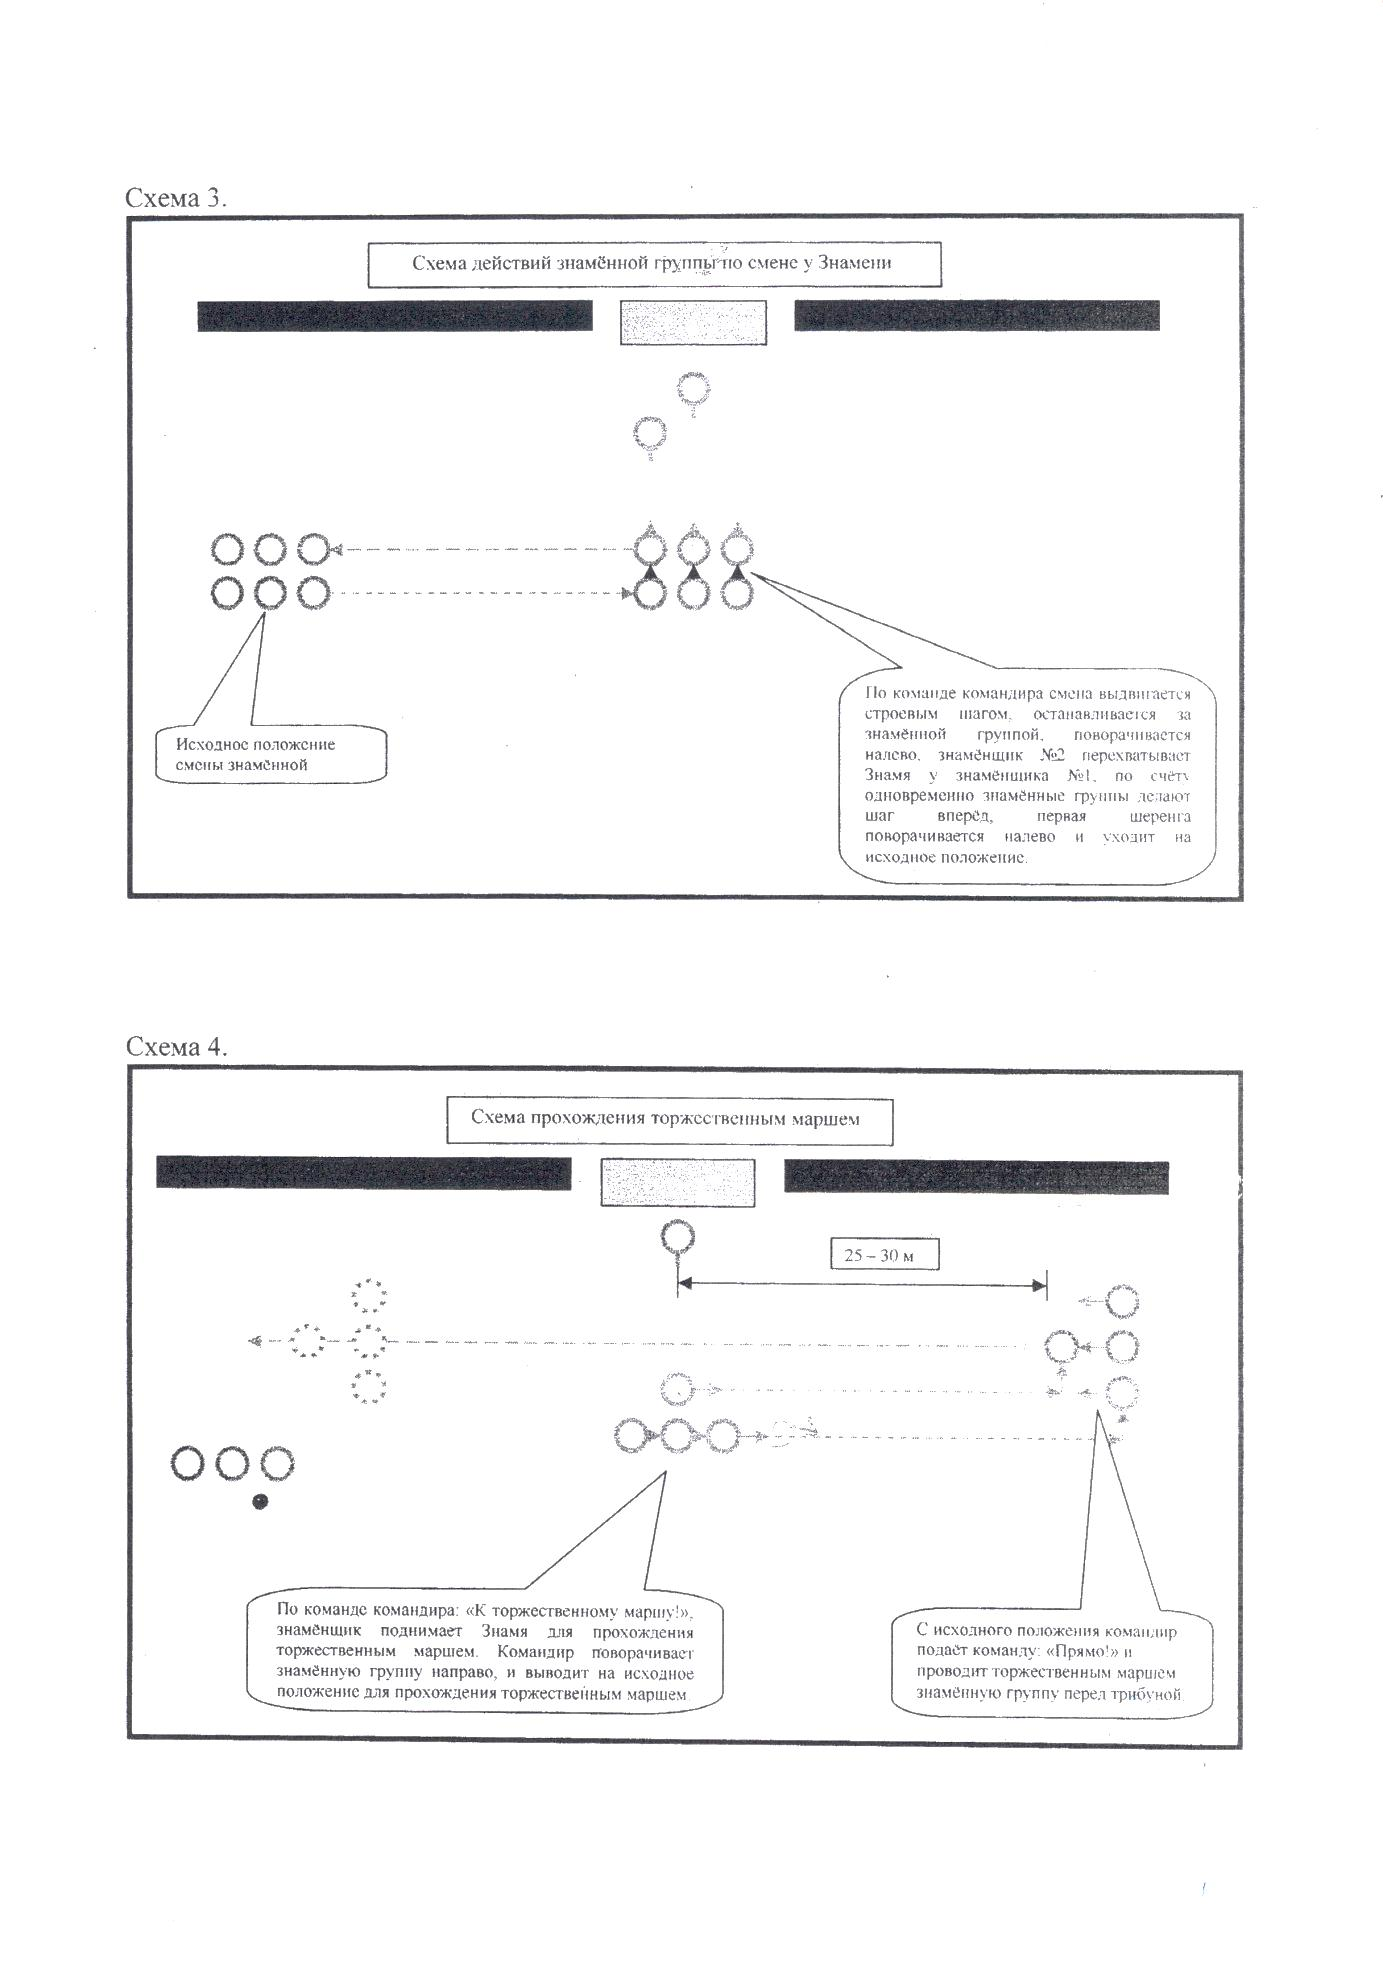 Схема 3.
Схема действий знамённой группы по смене у Знамени
Исходное положение
смены знамённой
По команде командира смена выдвигается
строевым шагом, останавливается за
знамённой группой, поворачивается
налево, знамёнщик №2 перехватывает
Знамя у знамёнщика №1, по счёту
одновременно знамённые группы делают
шаг вперёд, первая шеренга
поворачивается налево и уходит на
исходное положение.
Схема 4.
Схема прохождения торжественным маршем
25 – 30 м
По команде командира: «К торжественному маршу!»,
знамёнщик поднимает Знамя для прохождения
торжественным маршем. Командир поворачивает
знамённую группу направо, и выводит на исходное
положение для прохождения торжественным маршем
С исходного положения командир
подаёт команду: «Прямо!» и
проводит торжественным маршем
знамённую группу перед трибуной